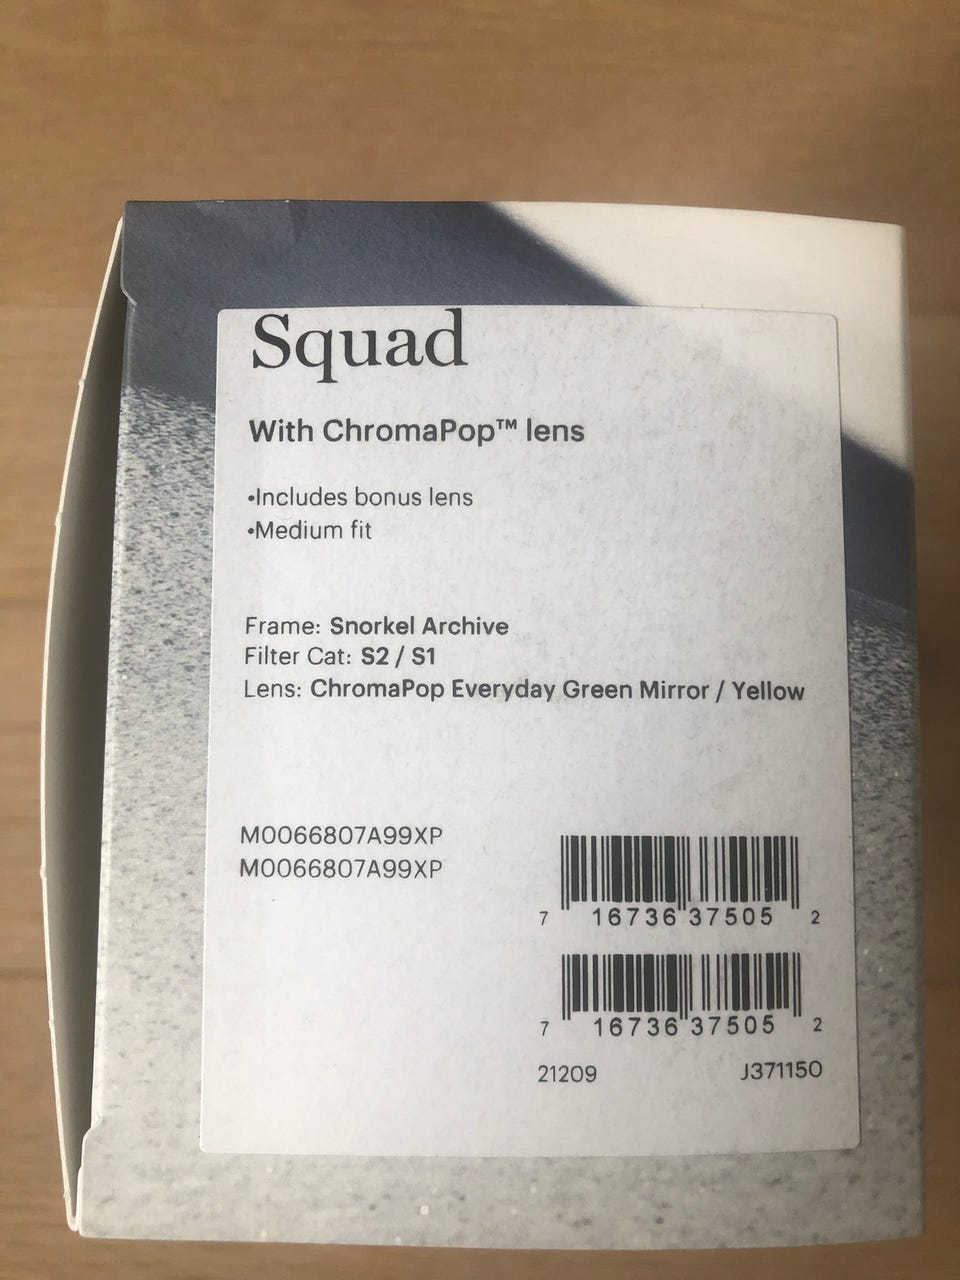 Squad
With ChromaPop™ lens
•Includes bonus lens
•Medium fit
Frame: Snorkel Archive
Filter Cat: S2 / S1
Lens: ChromaPop Everyday Green Mirror / Yellow
M0066807A99XP
M0066807A99XP
7 16736 37505 2
7 16736 37505 2
21209 J371150